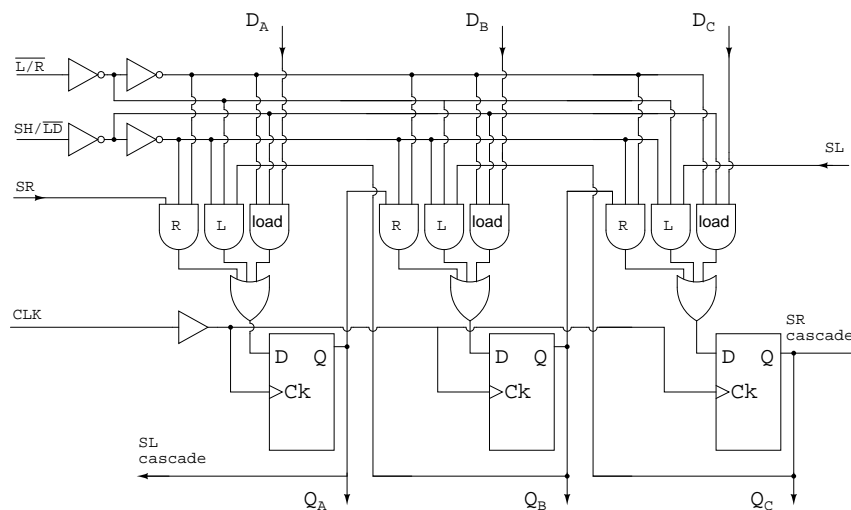 D_A D_B D_C
L̅/̅R̅
SH/L̅D̅
SL
SR
R L load R L load R L load
CLK
SR
cascade
D Q D Q D Q
Ck Ck Ck
SL
cascade
Q_A Q_B Q_C